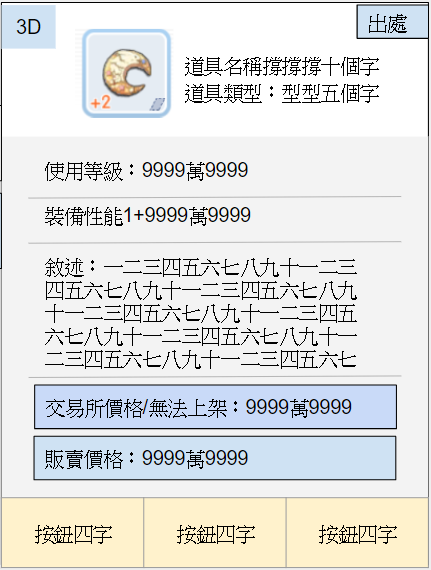 3D
出處
+2
道具名稱撐撐撐十個字
道具類型：型型五個字
使用等級：9999萬9999
裝備性能1+9999萬9999
敘述：一二三四五六七八九十一二三
四五六七八九十一二三四五六七八九
十一二三四五六七八九十一二三四五
六七八九十一二三四五六七八九十一
二三四五六七八九十一二三四五六七
交易所價格/無法上架：9999萬9999
販賣價格：9999萬9999
按鈕四字
按鈕四字
按鈕四字